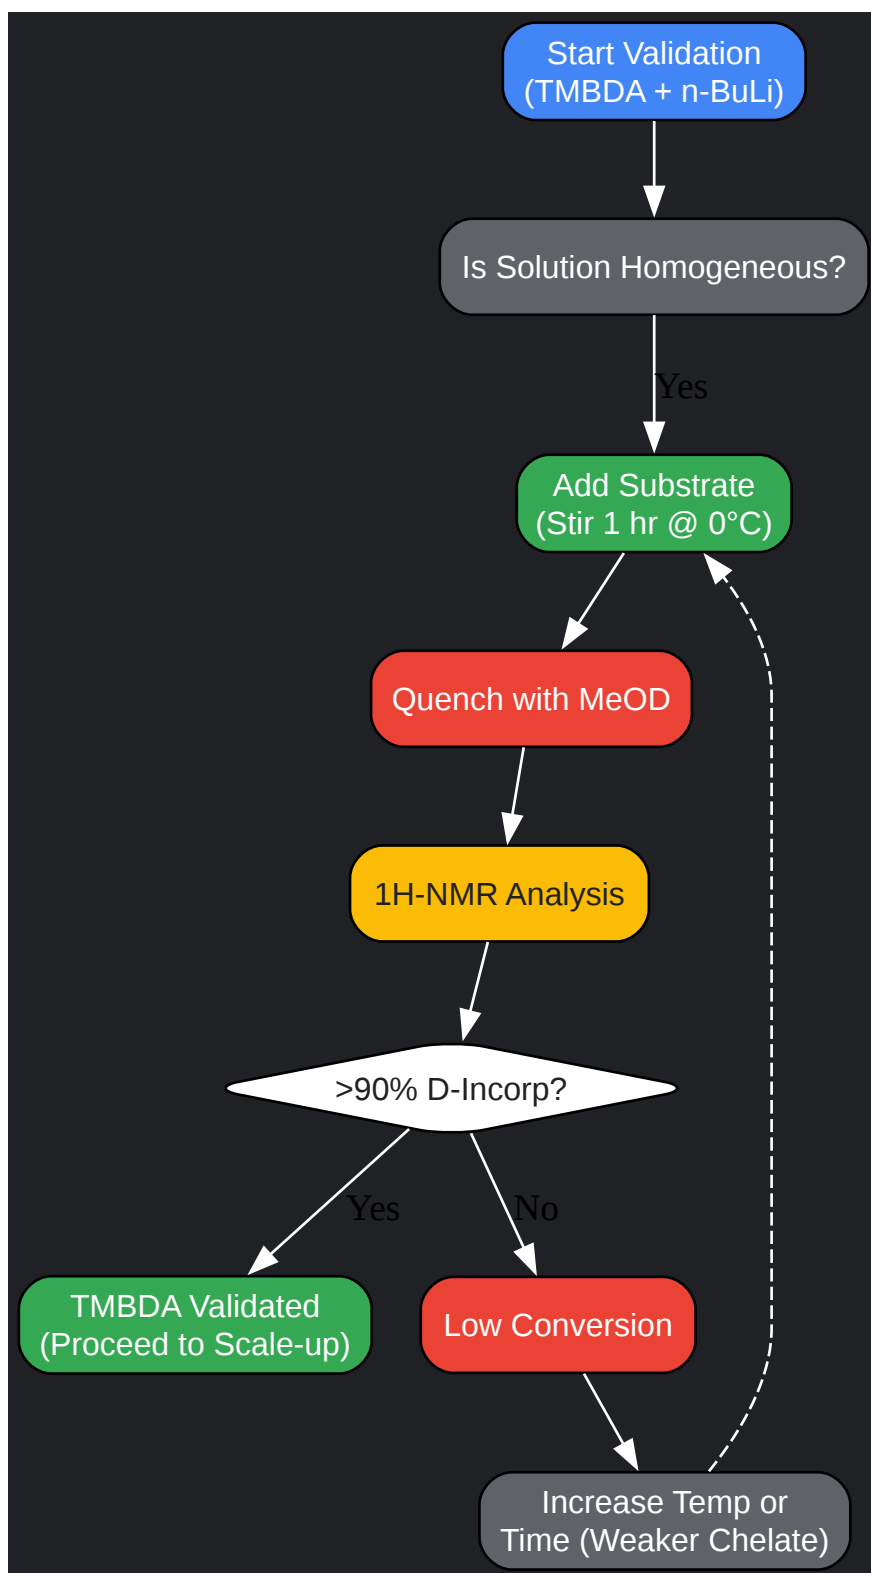 Start Validation
(TMBDA + n-BuLi)
Is Solution Homogeneous?
Yes
Add Substrate
(Stir 1 hr @ 0°C)
Quench with MeOD
1H-NMR Analysis
>90% D-Incorp?
Yes
No
TMBDA Validated
(Proceed to Scale-up)
Low Conversion
Increase Temp or
Time (Weaker Chelate)